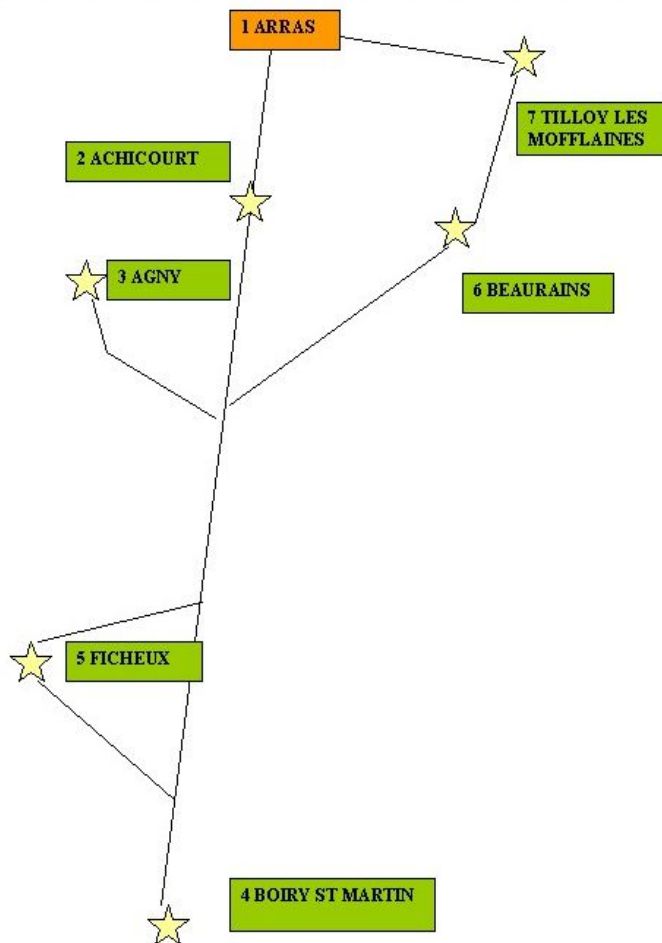 1 ARRAS
7 TILLOY LES
MOFFLAINES
2 ACHICOURT
3 AGNY
6 BEAURAINS
5 FICHEUX
4 BOIRY ST MARTIN